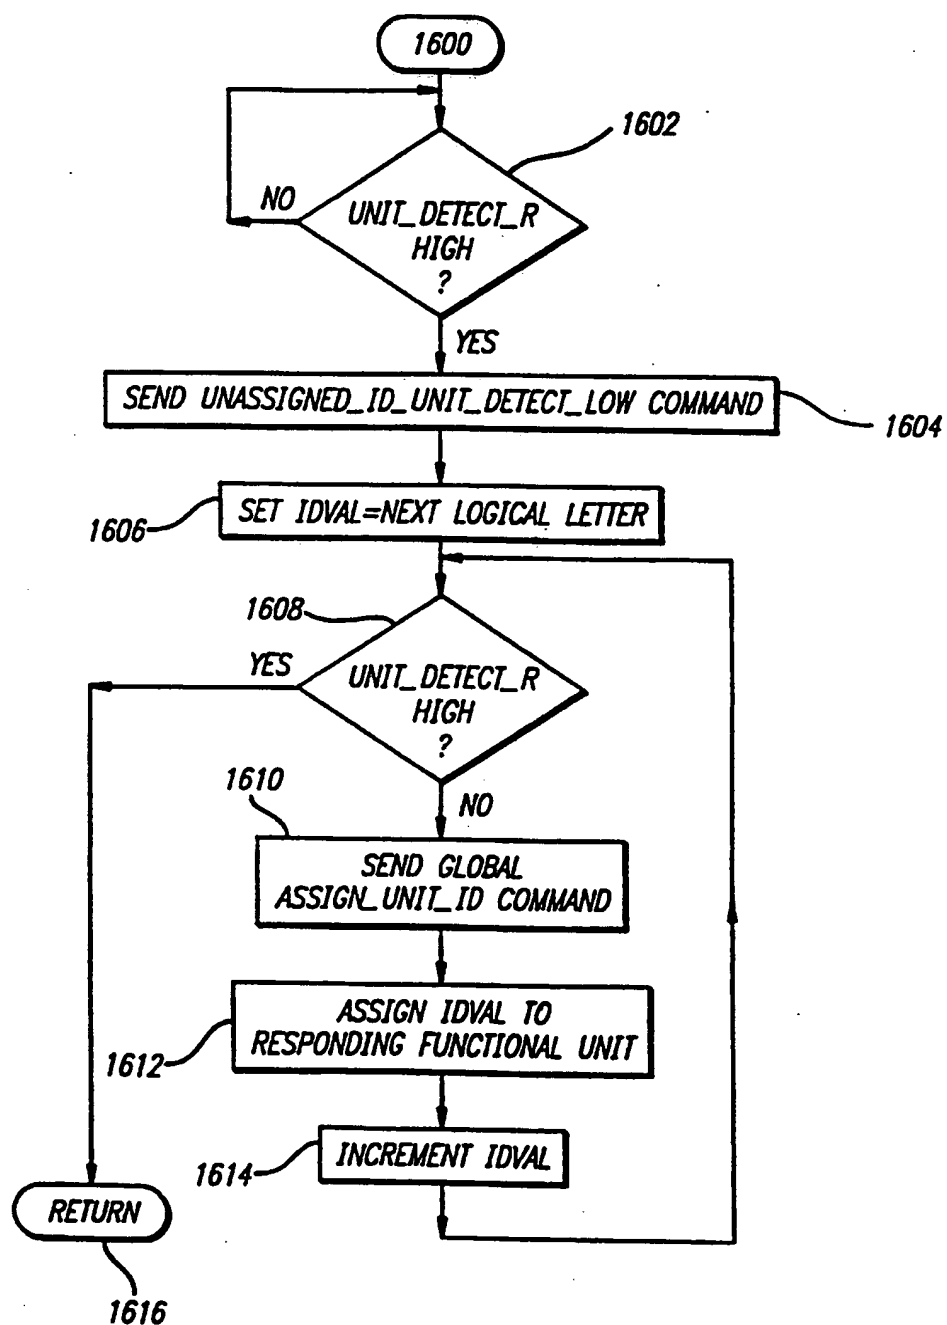 1600
1602
NO
UNIT_DETECT_R
HIGH
?
YES
SEND UNASSIGNED_ID_UNIT_DETECT_LOW COMMAND
1604
SET IDVAL=NEXT LOGICAL LETTER
1606
1608
YES
UNIT_DETECT_R
HIGH
?
1610
NO
SEND GLOBAL
ASSIGN_UNIT_ID COMMAND
ASSIGN IDVAL TO
RESPONDING FUNCTIONAL UNIT
1612
INCREMENT IDVAL
1614
RETURN
1616